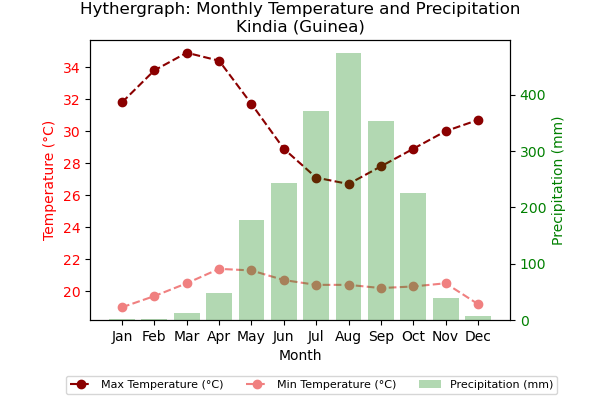 Hythergraph: Monthly Temperature and Precipitation
Kindia (Guinea)
Temperature (°C)
34
32
30
28
26
24
22
20
400
300
200
100
0
Precipitation (mm)
Jan Feb Mar Apr May Jun Jul Aug Sep Oct Nov Dec
Month
Max Temperature (°C) Min Temperature (°C) Precipitation (mm)